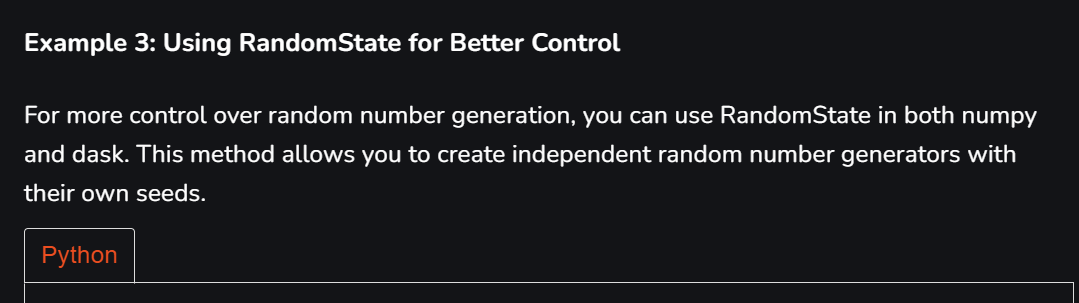 Example 3: Using RandomState for Better Control
For more control over random number generation, you can use RandomState in both numpy
and dask. This method allows you to create independent random number generators with
their own seeds.
Python